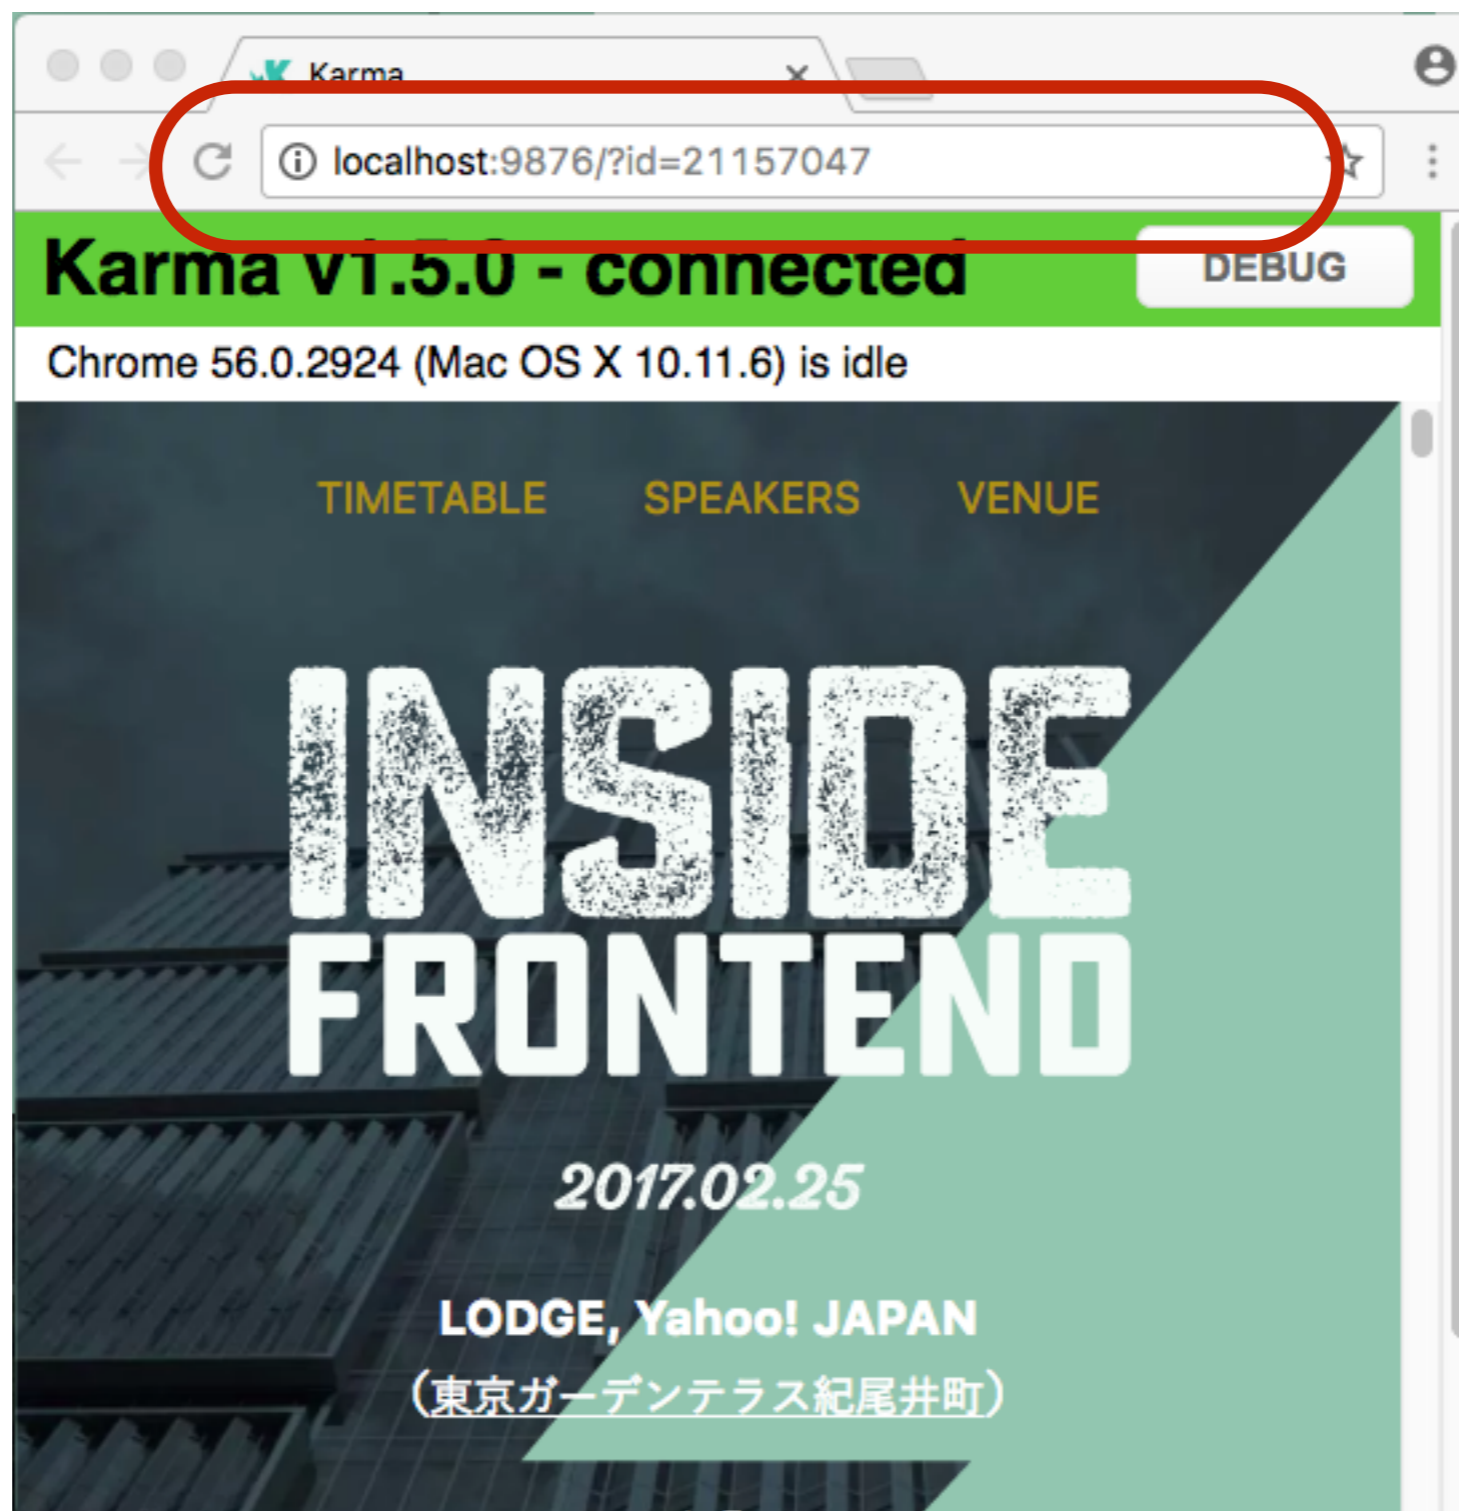 Karma
localhost:9876/?id=21157047
Karma v1.5.0 - connected
DEBUG
Chrome 56.0.2924 (Mac OS X 10.11.6) is idle
TIMETABLE SPEAKERS VENUE
INSIDE
FRONTEND
2017.02.25
LODGE, Yahoo! JAPAN
(東京ガーデンテラス紀尾井町)